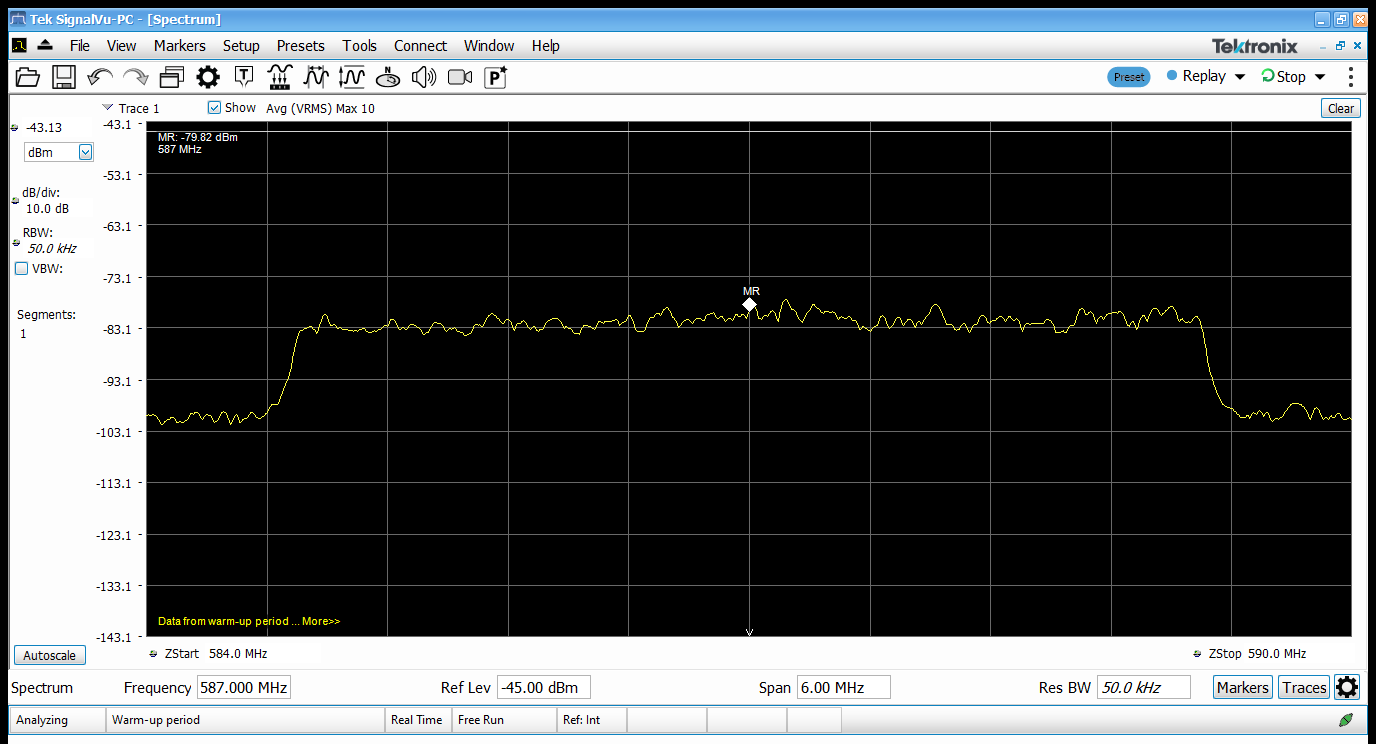 Tek SignalVu-PC - [Spectrum]
File View Markers Setup Presets Tools Connect Window Help
Tektronix
T N P* Preset Replay Stop
Trace 1 Show Avg (VRMS) Max 10 Clear
-43.13
dBm
dB/div:
10.0 dB
RBW:
50.0 kHz
VBW:
Segments:
1
Autoscale
-43.1
-53.1
-63.1
-73.1
-83.1
-93.1
-103.1
-113.1
-123.1
-133.1
-143.1
MR: -79.82 dBm
587 MHz
MR
Data from warm-up period ... More>>
ZStart 584.0 MHz ZStop 590.0 MHz
Spectrum Frequency 587.000 MHz Ref Lev -45.00 dBm Span 6.00 MHz Res BW 50.0 kHz Markers Traces
Analyzing Warm-up period Real Time Free Run Ref: Int